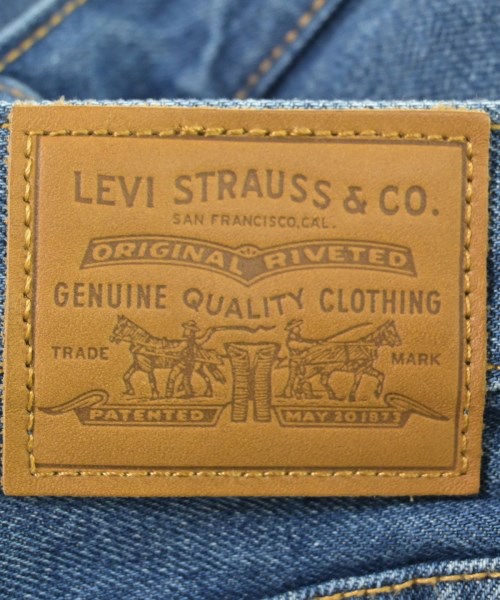 LEVI STRAUSS & CO.
SAN FRANCISCO, CAL.
ORIGINAL RIVETED
GENUINE QUALITY CLOTHING
TRADE MARK
PATENTED MAY 20 1873